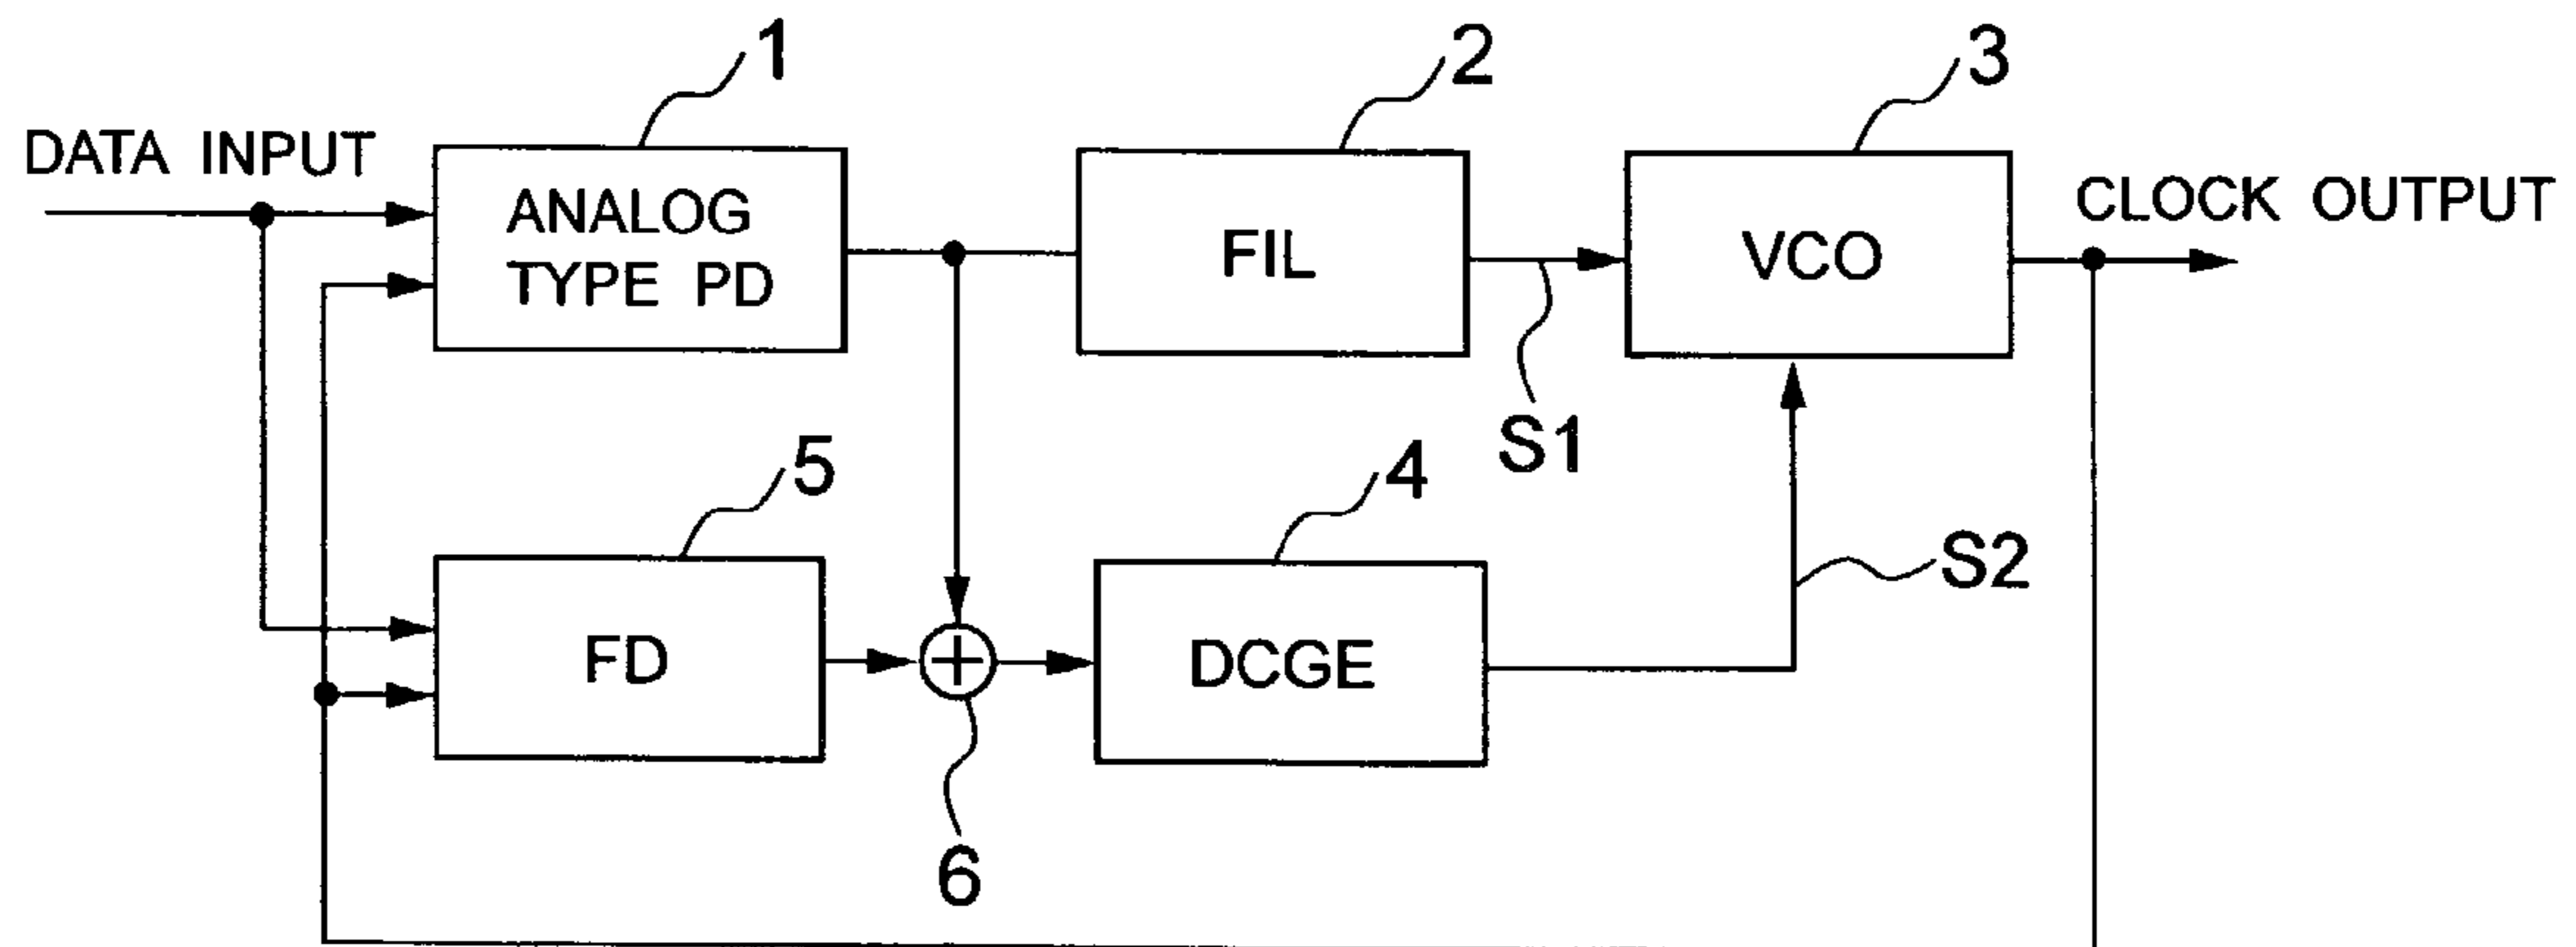 1
2
3
DATA INPUT
ANALOG
TYPE PD
FIL
VCO
CLOCK OUTPUT
S1
5
4
S2
FD
+
DCGE
6